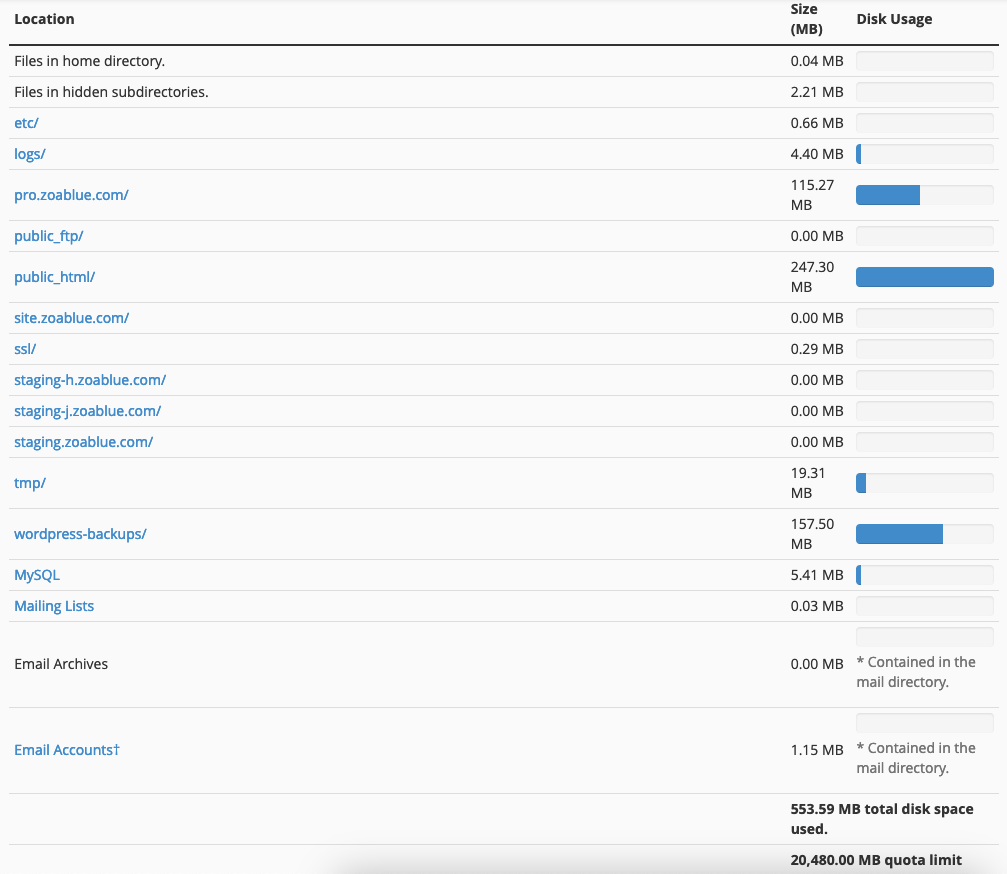 Location Size (MB) Disk Usage
Files in home directory. 0.04 MB
Files in hidden subdirectories. 2.21 MB
etc/ 0.66 MB
logs/ 4.40 MB
pro.zoablue.com/ 115.27 MB
public_ftp/ 0.00 MB
public_html/ 247.30 MB
site.zoablue.com/ 0.00 MB
ssl/ 0.29 MB
staging-h.zoablue.com/ 0.00 MB
staging-j.zoablue.com/ 0.00 MB
staging.zoablue.com/ 0.00 MB
tmp/ 19.31 MB
wordpress-backups/ 157.50 MB
MySQL 5.41 MB
Mailing Lists 0.03 MB
Email Archives 0.00 MB * Contained in the
mail directory.
Email Accounts† 1.15 MB * Contained in the
mail directory.
553.59 MB total disk space
used.
20,480.00 MB quota limit